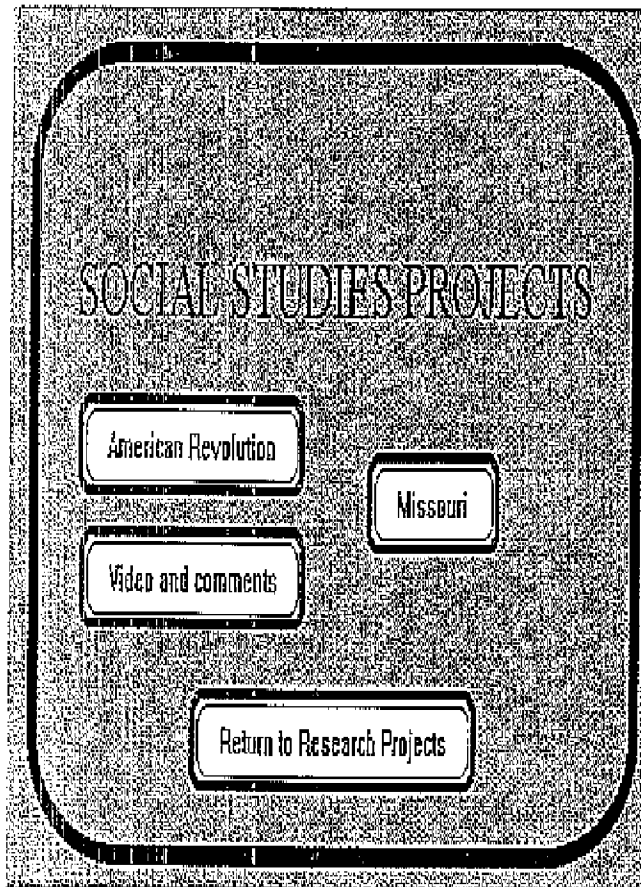 SOCIAL STUDIES PROJECTS
American Revolution
Missouri
Video and comments
Return to Research Projects